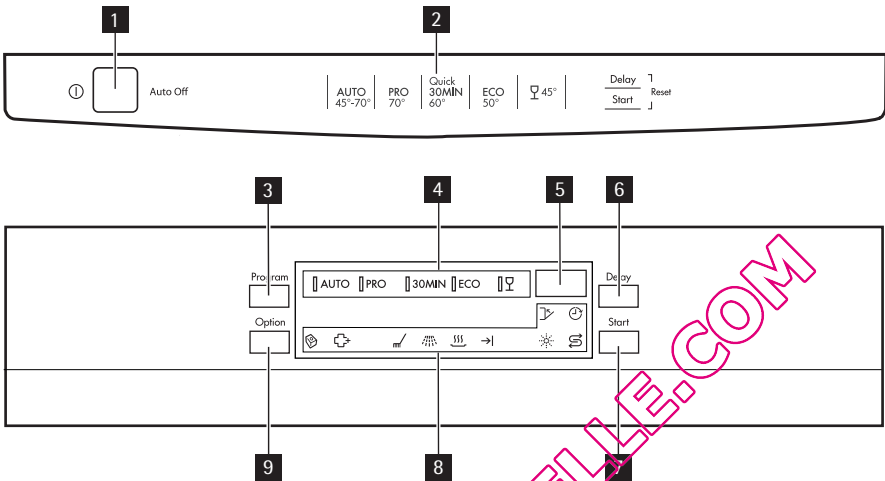 1
2
Auto Off
AUTO 45°-70°
PRO 70°
Quick 30MIN 60°
ECO 50°
45°
Delay
Start
Reset
3
4
5
6
Program
AUTO PRO 30MIN ECO
Delay
Option
Start
9
8
7